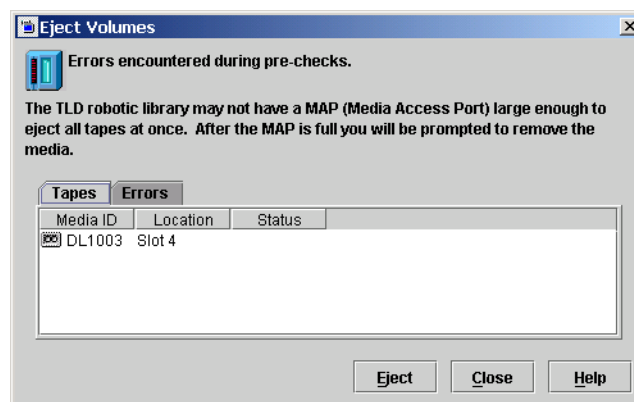 Eject Volumes
Errors encountered during pre-checks.
The TLD robotic library may not have a MAP (Media Access Port) large enough to
eject all tapes at once. After the MAP is full you will be prompted to remove the
media.
Tapes Errors
Media ID Location Status
DL1003 Slot 4
Eject Close Help